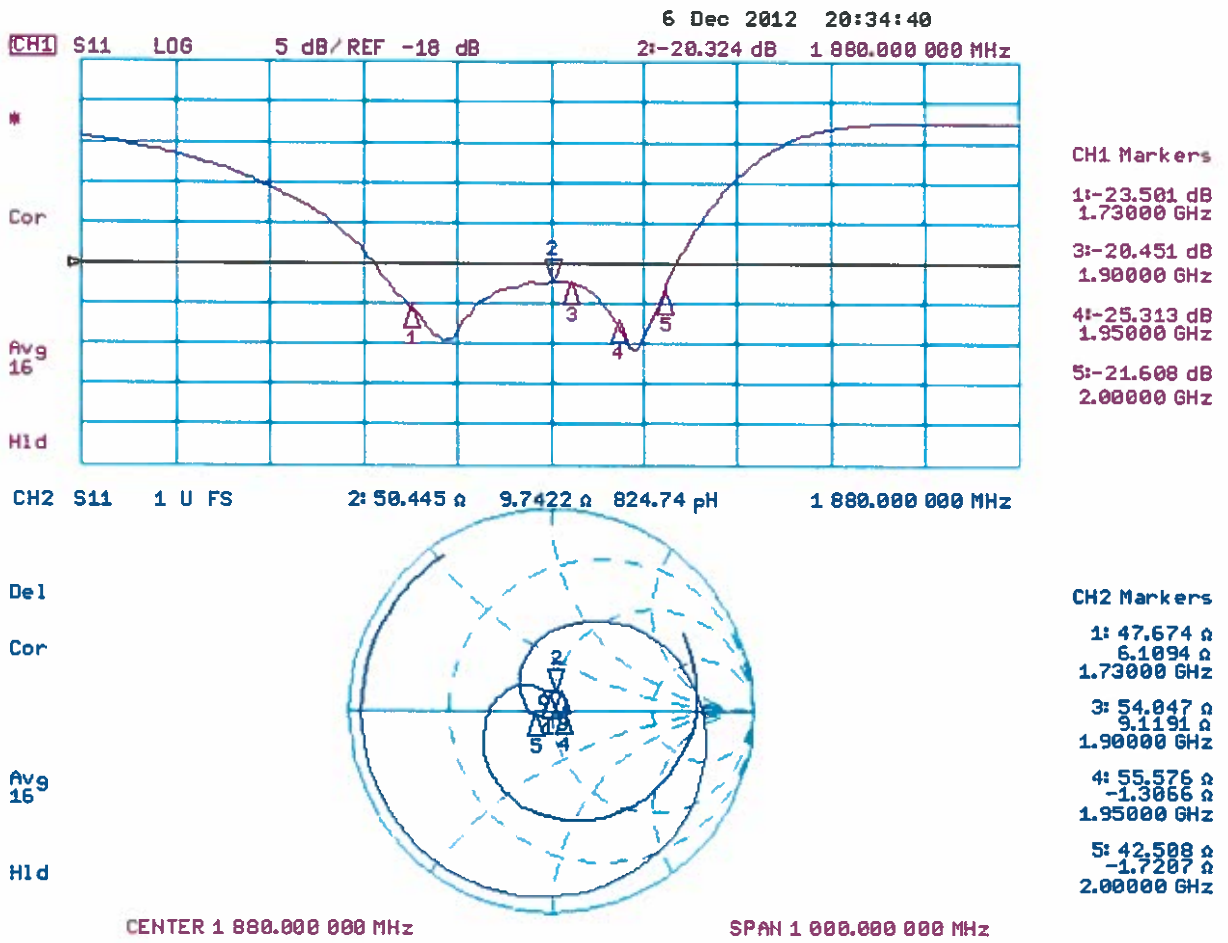 6 Dec 2012 20:34:40
CH1 S11 LOG 5 dB/REF -18 dB 2:-20.324 dB 1 880.000 000 MHz
*
CH1 Markers
1:-23.501 dB
1.73000 GHz
Cor
3:-20.451 dB
1.90000 GHz
2
1
3
4
5
4:-25.313 dB
1.95000 GHz
Avg
16
5:-21.608 dB
2.00000 GHz
Hld
CH2 S11 1 U FS 2: 50.445 Ω 9.7422 Ω 824.74 pH 1 880.000 000 MHz
Del
CH2 Markers
Cor
1: 47.674 Ω
6.1094 Ω
1.73000 GHz
2
5
4
3: 54.047 Ω
9.1191 Ω
1.90000 GHz
Avg
16
4: 55.576 Ω
-1.3066 Ω
1.95000 GHz
Hld
5: 42.508 Ω
-1.7207 Ω
2.00000 GHz
CENTER 1 880.000 000 MHz SPAN 1 000.000 000 MHz